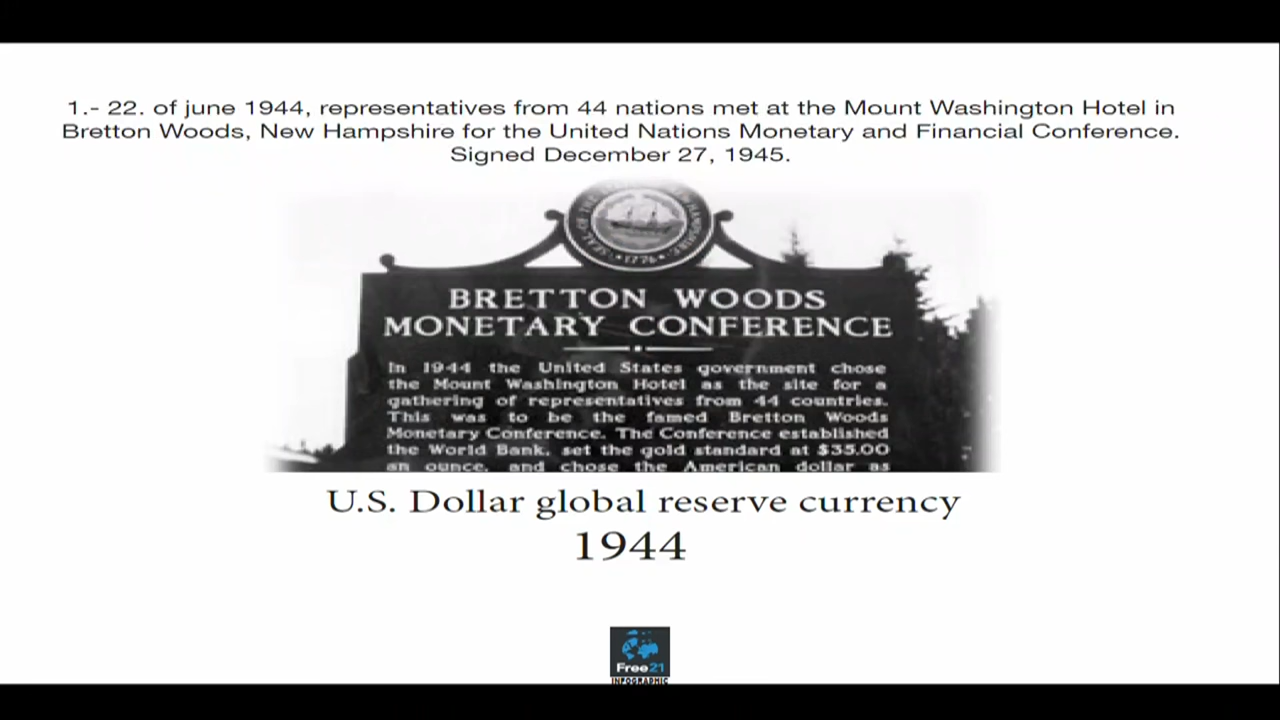 1.- 22. of june 1944, representatives from 44 nations met at the Mount Washington Hotel in
Bretton Woods, New Hampshire for the United Nations Monetary and Financial Conference.
Signed December 27, 1945.
1776
BRETTON WOODS
MONETARY CONFERENCE
In 1944 the United States government chose
the Mount Washington Hotel as the site for a
gathering of representatives from 44 countries.
This was to be the famed Bretton Woods
Monetary Conference. The Conference established
the World Bank, set the gold standard at $35.00
an ounce, and chose the American dollar as
U.S. Dollar global reserve currency
1944
Free21
INFOGRAPHIC